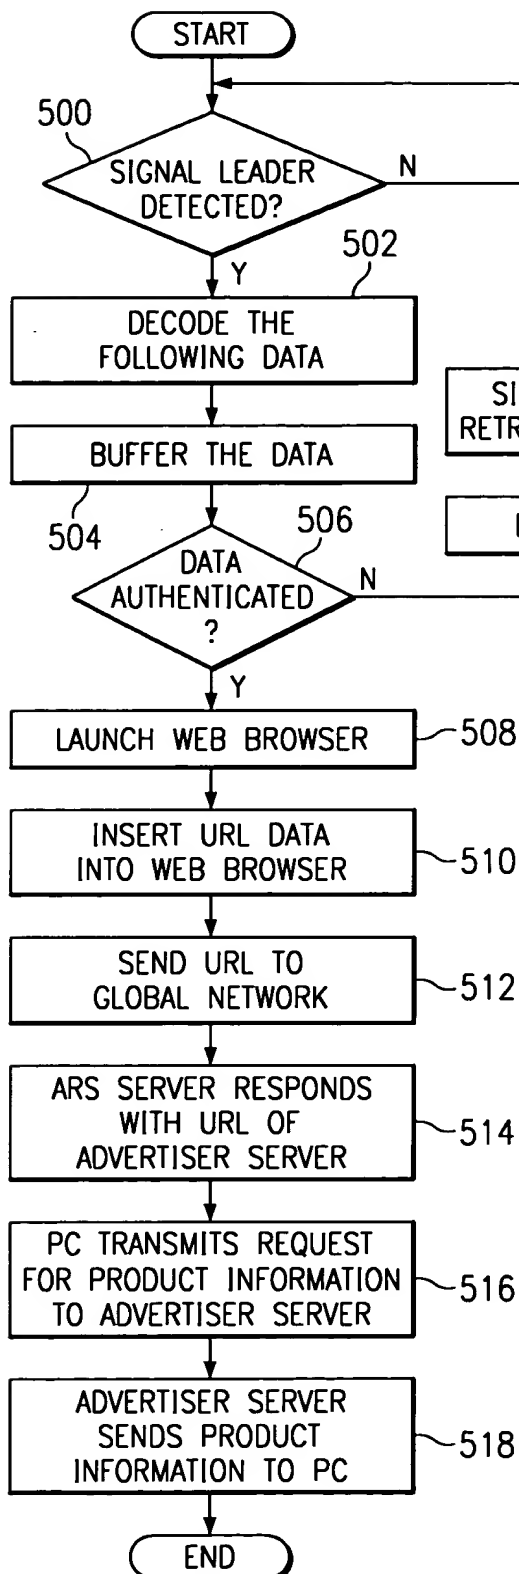 START
500
SIGNAL LEADER
DETECTED?
N
Y
502
DECODE THE
FOLLOWING DATA
BUFFER THE DATA
504
506
DATA
AUTHENTICATED
?
N
Y
LAUNCH WEB BROWSER
508
INSERT URL DATA
INTO WEB BROWSER
510
SEND URL TO
GLOBAL NETWORK
512
ARS SERVER RESPONDS
WITH URL OF
ADVERTISER SERVER
514
PC TRANSMITS REQUEST
FOR PRODUCT INFORMATION
TO ADVERTISER SERVER
516
ADVERTISER SERVER
SENDS PRODUCT
INFORMATION TO PC
518
END